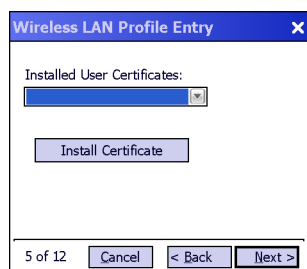 Wireless LAN Profile Entry
Installed User Certificates:
Install Certificate
5 of 12 Cancel < Back Next >